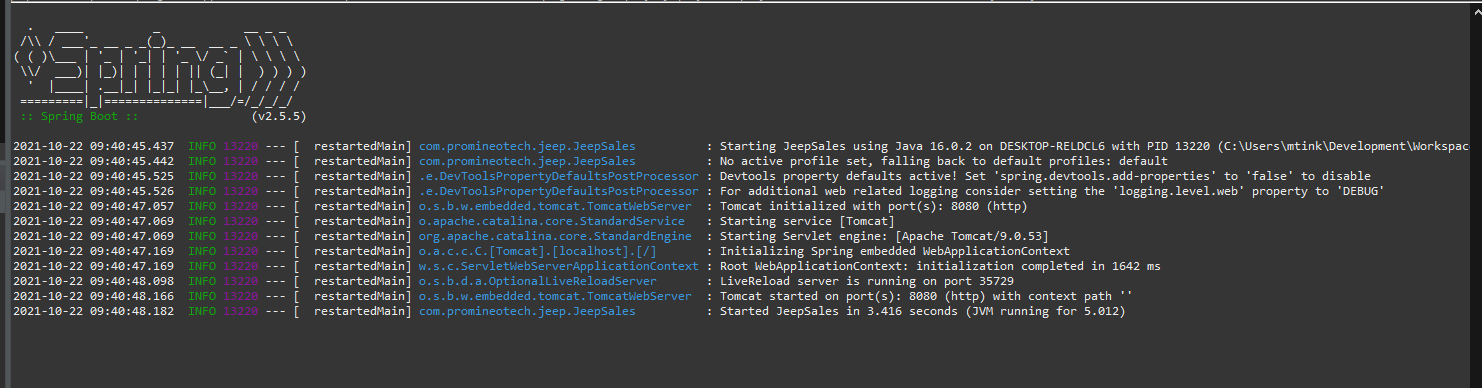 .   ____          _            __ _ _
 /\\ / ___'_ __ _ _(_)_ __  __ _ \ \ \ \
( ( )\___ | '_ | '_| | '_ \/ _` | \ \ \ \
 \\/  ___)| |_)| | | | | || (_| |  ) ) ) )
  '  |____| .__|_| |_|_| |_\__, | / / / /
 =========|_|==============|___/=/_/_/_/
 :: Spring Boot ::                (v2.5.5)
2021-10-22 09:40:45.437  INFO 13220 --- [  restartedMain] com.promineotech.jeep.JeepSales          : Starting JeepSales using Java 16.0.2 on DESKTOP-RELDCL6 with PID 13220 (C:\Users\mtink\Development\Workspac
2021-10-22 09:40:45.442  INFO 13220 --- [  restartedMain] com.promineotech.jeep.JeepSales          : No active profile set, falling back to default profiles: default
2021-10-22 09:40:45.525  INFO 13220 --- [  restartedMain] .e.DevToolsPropertyDefaultsPostProcessor : Devtools property defaults active! Set 'spring.devtools.add-properties' to 'false' to disable
2021-10-22 09:40:45.526  INFO 13220 --- [  restartedMain] .e.DevToolsPropertyDefaultsPostProcessor : For additional web related logging consider setting the 'logging.level.web' property to 'DEBUG'
2021-10-22 09:40:47.057  INFO 13220 --- [  restartedMain] o.s.b.w.embedded.tomcat.TomcatWebServer  : Tomcat initialized with port(s): 8080 (http)
2021-10-22 09:40:47.069  INFO 13220 --- [  restartedMain] o.apache.catalina.core.StandardService   : Starting service [Tomcat]
2021-10-22 09:40:47.069  INFO 13220 --- [  restartedMain] org.apache.catalina.core.StandardEngine  : Starting Servlet engine: [Apache Tomcat/9.0.53]
2021-10-22 09:40:47.169  INFO 13220 --- [  restartedMain] o.a.c.c.C.[Tomcat].[localhost].[/]       : Initializing Spring embedded WebApplicationContext
2021-10-22 09:40:47.169  INFO 13220 --- [  restartedMain] w.s.c.ServletWebServerApplicationContext : Root WebApplicationContext: initialization completed in 1642 ms
2021-10-22 09:40:48.098  INFO 13220 --- [  restartedMain] o.s.b.d.a.OptionalLiveReloadServer       : LiveReload server is running on port 35729
2021-10-22 09:40:48.166  INFO 13220 --- [  restartedMain] o.s.b.w.embedded.tomcat.TomcatWebServer  : Tomcat started on port(s): 8080 (http) with context path ''
2021-10-22 09:40:48.182  INFO 13220 --- [  restartedMain] com.promineotech.jeep.JeepSales          : Started JeepSales in 3.416 seconds (JVM running for 5.012)